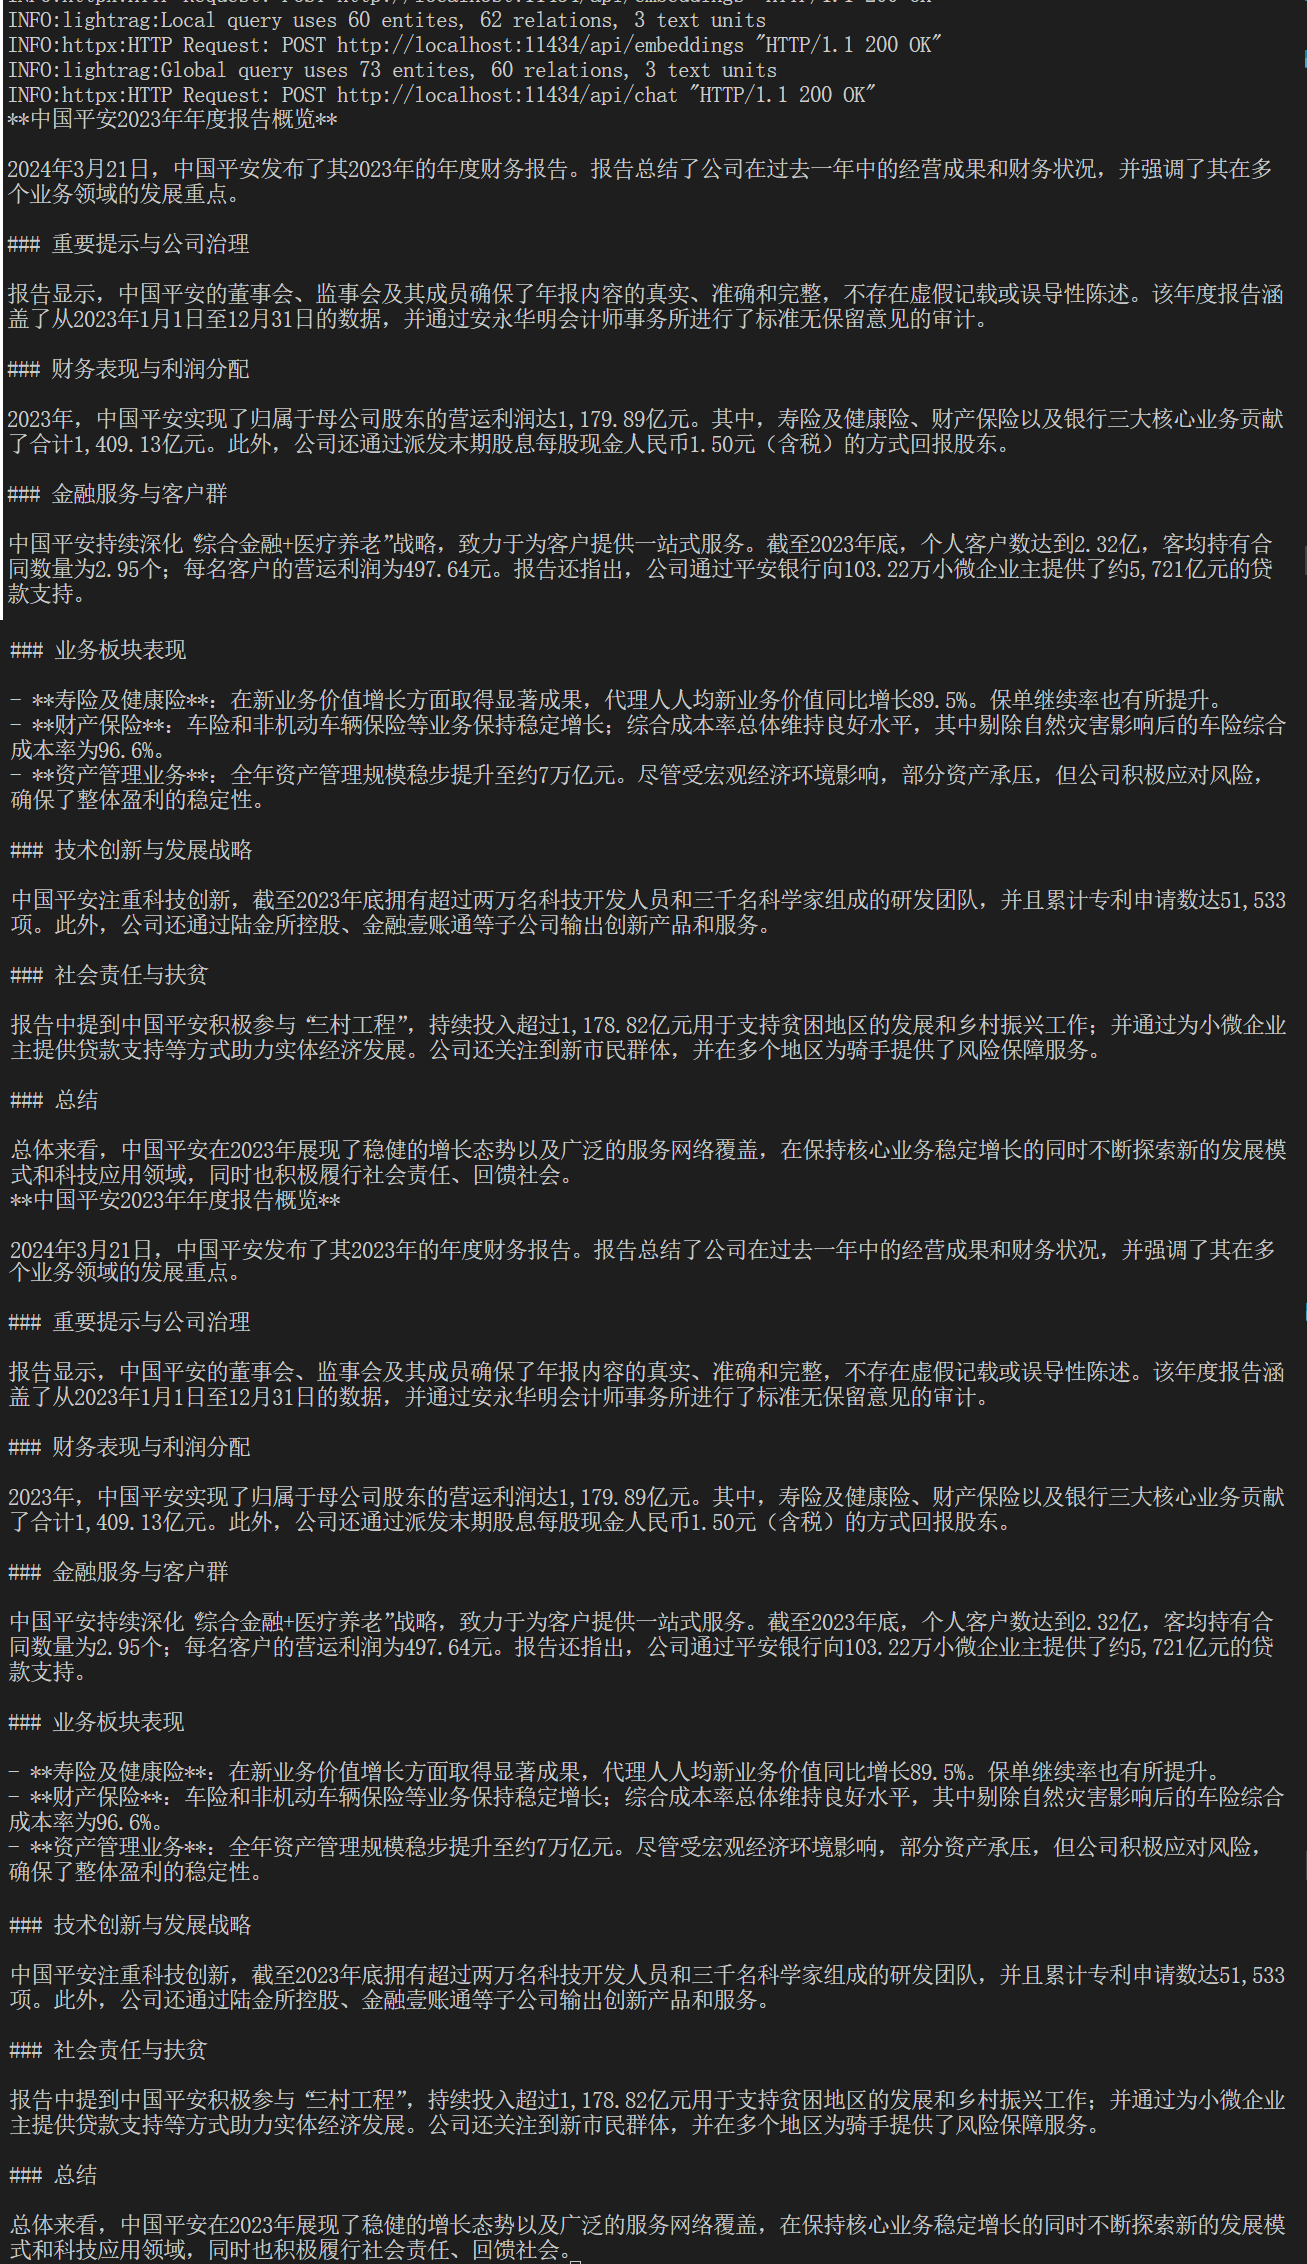 INFO:httpx:HTTP Request: POST http://localhost:11434/api/embeddings "HTTP/1.1 200 OK"
INFO:lightrag:Local query uses 60 entites, 62 relations, 3 text units
INFO:httpx:HTTP Request: POST http://localhost:11434/api/embeddings "HTTP/1.1 200 OK"
INFO:lightrag:Global query uses 73 entites, 60 relations, 3 text units
INFO:httpx:HTTP Request: POST http://localhost:11434/api/chat "HTTP/1.1 200 OK"
**中国平安2023年年度报告概览**
2024年3月21日，中国平安发布了其2023年的年度财务报告。报告总结了公司在过去一年中的经营成果和财务状况，并强调了其在多
个业务领域的发展重点。
### 重要提示与公司治理
报告显示，中国平安的董事会、监事会及其成员确保了年报内容的真实、准确和完整，不存在虚假记载或误导性陈述。该年度报告涵
盖了从2023年1月1日至12月31日的数据，并通过安永华明会计师事务所进行了标准无保留意见的审计。
### 财务表现与利润分配
2023年，中国平安实现了归属于母公司股东的营运利润达1,179.89亿元。其中，寿险及健康险、财产保险以及银行三大核心业务贡献
了合计1,409.13亿元。此外，公司还通过派发末期股息每股现金人民币1.50元（含税）的方式回报股东。
### 金融服务与客户群
中国平安持续深化“综合金融+医疗养老”战略，致力于为客户提供一站式服务。截至2023年底，个人客户数达到2.32亿，客均持有合
同数量为2.95个；每名客户的营运利润为497.64元。报告还指出，公司通过平安银行向103.22万小微企业主提供了约5,721亿元的贷
款支持。
### 业务板块表现
- **寿险及健康险**：在新业务价值增长方面取得显著成果，代理人人均新业务价值同比增长89.5%。保单继续率也有所提升。
- **财产保险**：车险和非机动车辆保险等业务保持稳定增长；综合成本率总体维持良好水平，其中剔除自然灾害影响后的车险综合
成本率为96.6%。
- **资产管理业务**：全年资产管理规模稳步提升至约7万亿元。尽管受宏观经济环境影响，部分资产承压，但公司积极应对风险，
确保了整体盈利的稳定性。
### 技术创新与发展战略
中国平安注重科技创新，截至2023年底拥有超过两万名科技开发人员和三千名科学家组成的研发团队，并且累计专利申请数达51,533
项。此外，公司还通过陆金所控股、金融壹账通等子公司输出创新产品和服务。
### 社会责任与扶贫
报告中提到中国平安积极参与“三村工程”，持续投入超过1,178.82亿元用于支持贫困地区的发展和乡村振兴工作；并通过为小微企业
主提供贷款支持等方式助力实体经济发展。公司还关注到新市民群体，并在多个地区为骑手提供了风险保障服务。
### 总结
总体来看，中国平安在2023年展现了稳健的增长态势以及广泛的服务网络覆盖，在保持核心业务稳定增长的同时不断探索新的发展模
式和科技应用领域，同时也积极履行社会责任、回馈社会。
**中国平安2023年年度报告概览**
2024年3月21日，中国平安发布了其2023年的年度财务报告。报告总结了公司在过去一年中的经营成果和财务状况，并强调了其在多
个业务领域的发展重点。
### 重要提示与公司治理
报告显示，中国平安的董事会、监事会及其成员确保了年报内容的真实、准确和完整，不存在虚假记载或误导性陈述。该年度报告涵
盖了从2023年1月1日至12月31日的数据，并通过安永华明会计师事务所进行了标准无保留意见的审计。
### 财务表现与利润分配
2023年，中国平安实现了归属于母公司股东的营运利润达1,179.89亿元。其中，寿险及健康险、财产保险以及银行三大核心业务贡献
了合计1,409.13亿元。此外，公司还通过派发末期股息每股现金人民币1.50元（含税）的方式回报股东。
### 金融服务与客户群
中国平安持续深化“综合金融+医疗养老”战略，致力于为客户提供一站式服务。截至2023年底，个人客户数达到2.32亿，客均持有合
同数量为2.95个；每名客户的营运利润为497.64元。报告还指出，公司通过平安银行向103.22万小微企业主提供了约5,721亿元的贷
款支持。
### 业务板块表现
- **寿险及健康险**：在新业务价值增长方面取得显著成果，代理人人均新业务价值同比增长89.5%。保单继续率也有所提升。
- **财产保险**：车险和非机动车辆保险等业务保持稳定增长；综合成本率总体维持良好水平，其中剔除自然灾害影响后的车险综合
成本率为96.6%。
- **资产管理业务**：全年资产管理规模稳步提升至约7万亿元。尽管受宏观经济环境影响，部分资产承压，但公司积极应对风险，
确保了整体盈利的稳定性。
### 技术创新与发展战略
中国平安注重科技创新，截至2023年底拥有超过两万名科技开发人员和三千名科学家组成的研发团队，并且累计专利申请数达51,533
项。此外，公司还通过陆金所控股、金融壹账通等子公司输出创新产品和服务。
### 社会责任与扶贫
报告中提到中国平安积极参与“三村工程”，持续投入超过1,178.82亿元用于支持贫困地区的发展和乡村振兴工作；并通过为小微企业
主提供贷款支持等方式助力实体经济发展。公司还关注到新市民群体，并在多个地区为骑手提供了风险保障服务。
### 总结
总体来看，中国平安在2023年展现了稳健的增长态势以及广泛的服务网络覆盖，在保持核心业务稳定增长的同时不断探索新的发展模
式和科技应用领域，同时也积极履行社会责任、回馈社会。